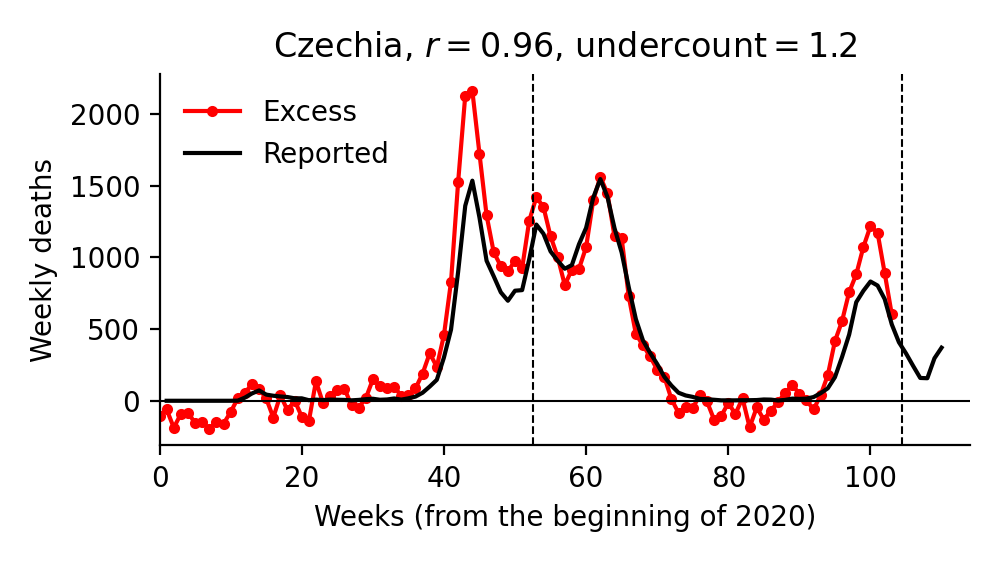 Czechia, r = 0.96, undercount = 1.2
Excess
Reported
Weekly deaths
2000
1500
1000
500
0
0 20 40 60 80 100
Weeks (from the beginning of 2020)